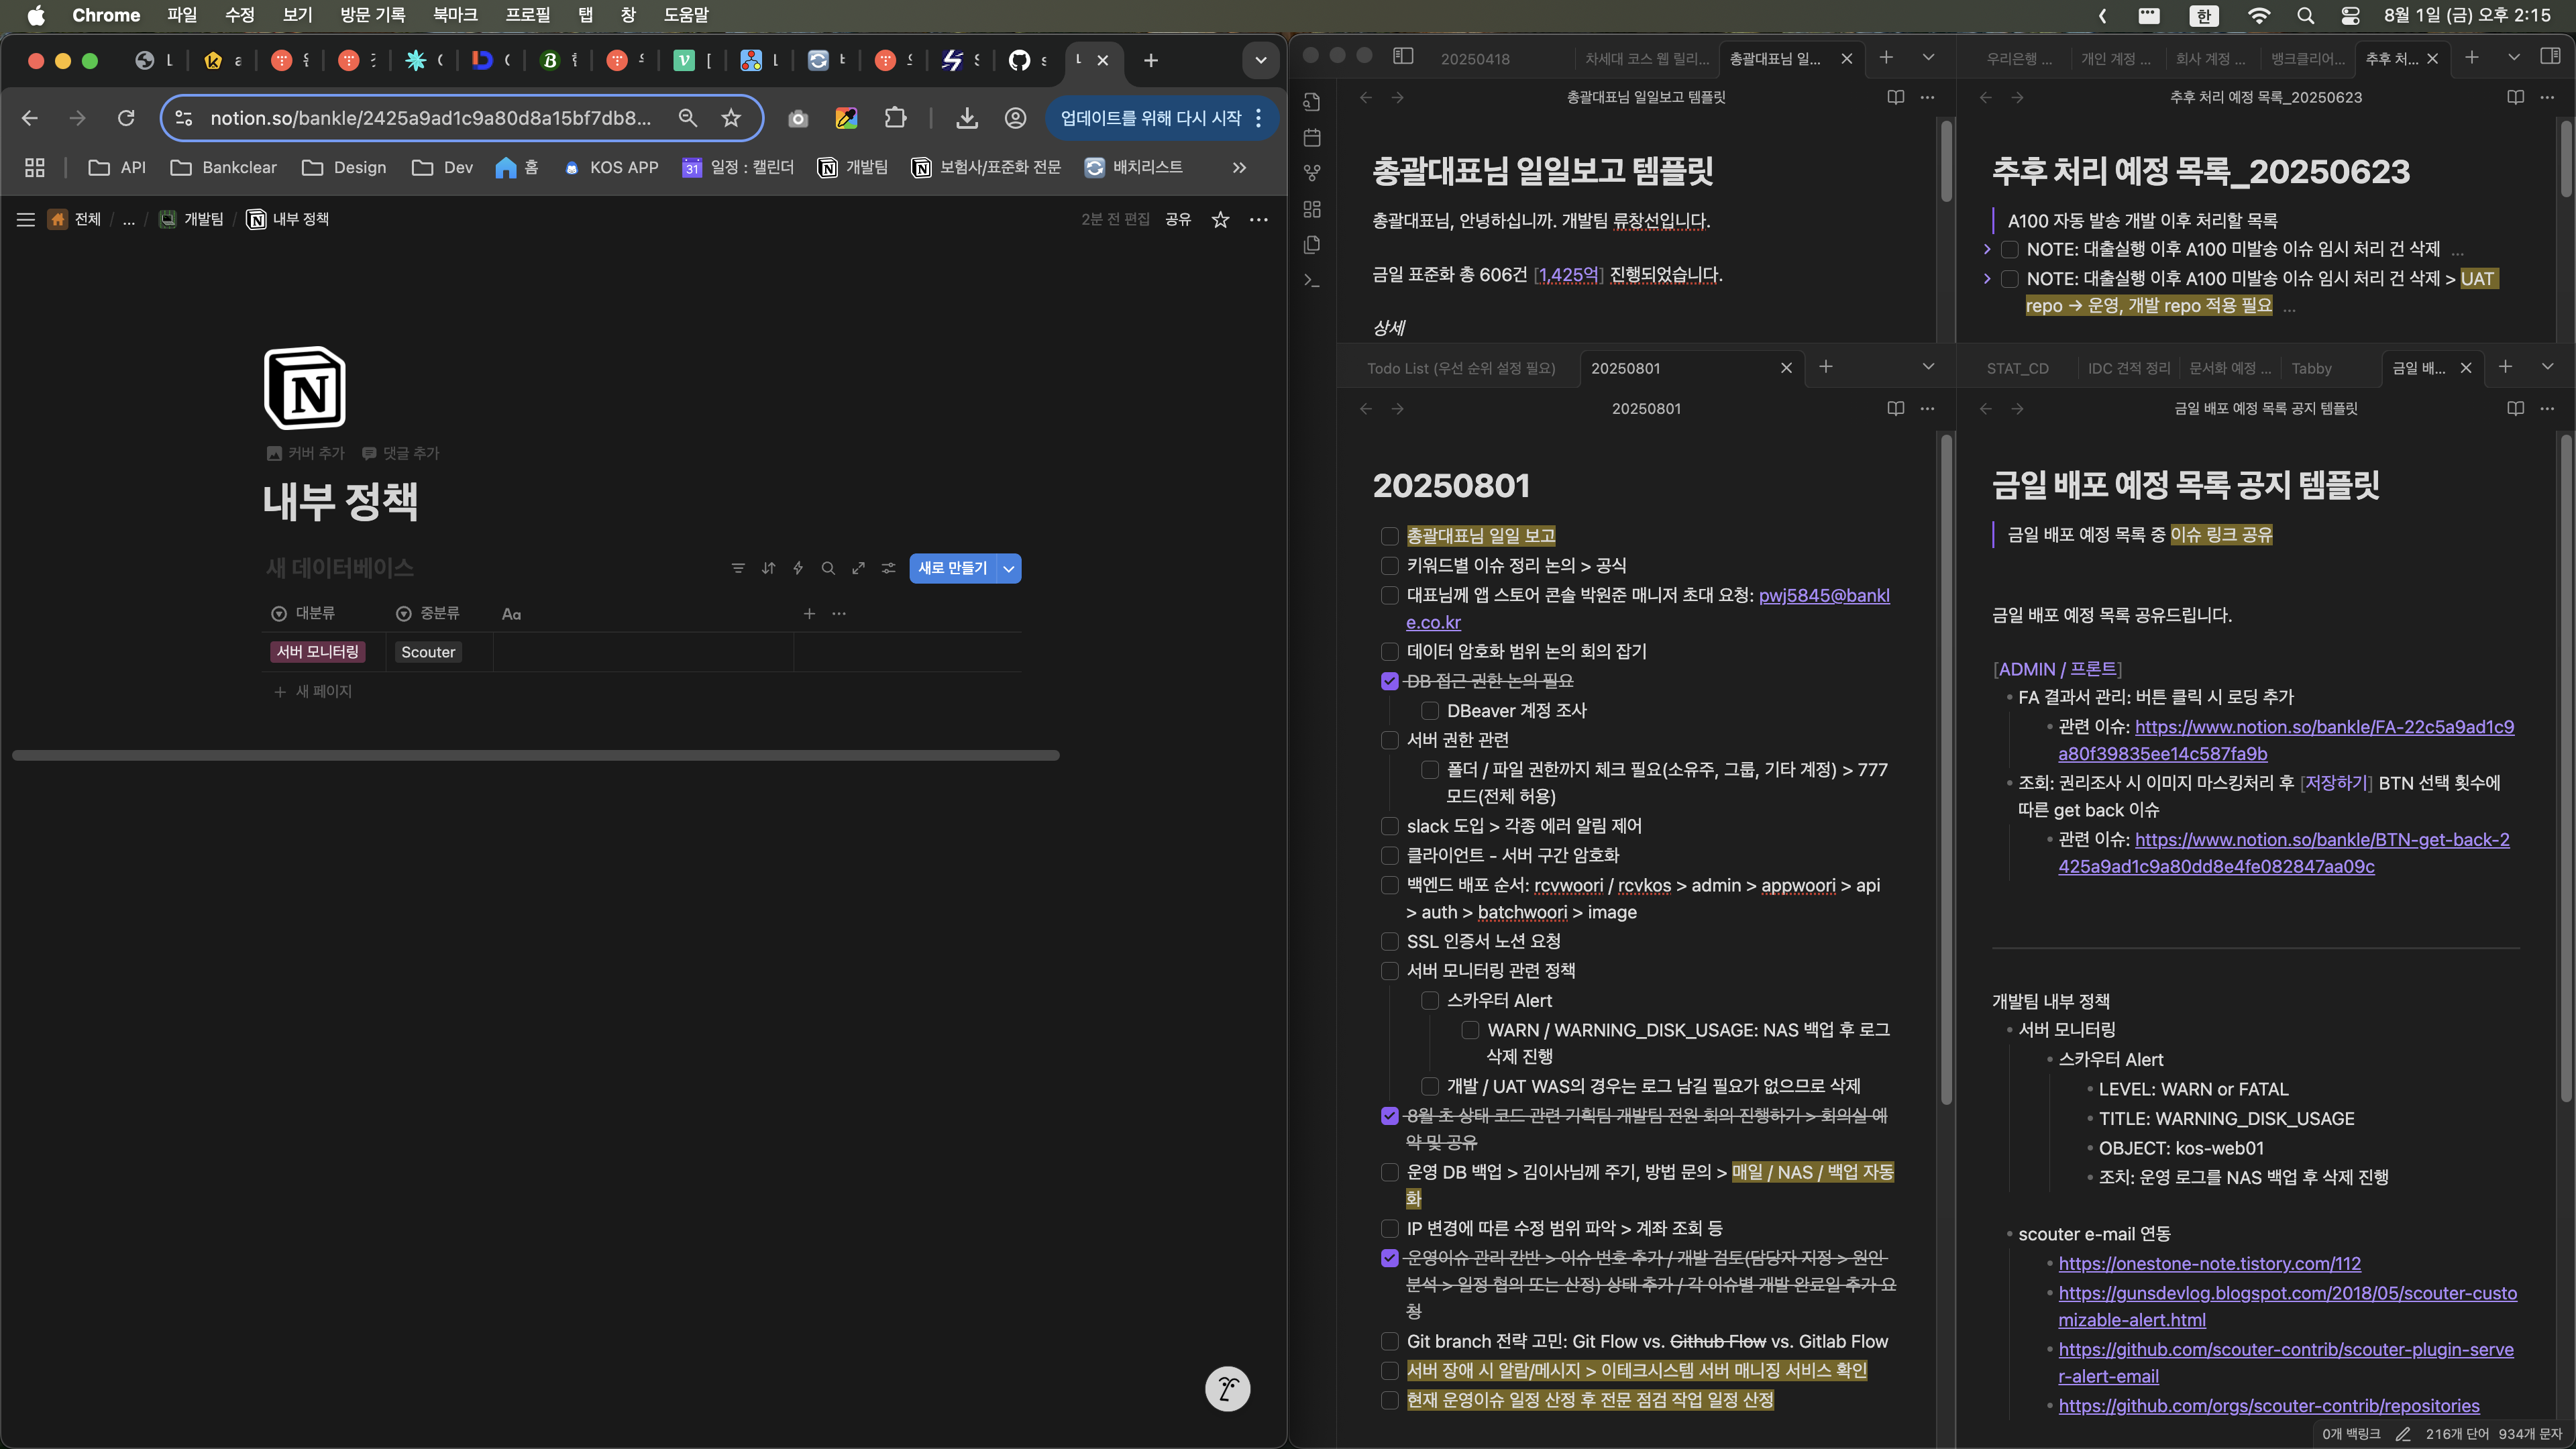 Chrome 파일 수정 보기 방문 기록 북마크 프로필 탭 창 도움말
한 8월 1일 (금) 오후 2:15
notion.so/bankle/2425a9ad1c9a80d8a15bf7db8...
업데이트를 위해 다시 시작
API Bankclear Design Dev 홈 KOS APP 일정 : 캘린더 개발팀 보험사/표준화 전문 배치리스트
전체 / ... / 개발팀 / 내부 정책
2분 전 편집 공유
커버 추가 댓글 추가
내부 정책
새 데이터베이스
새로 만들기
대분류 중분류 Aa
서버 모니터링 Scouter
+ 새 페이지
20250418 차세대 코스 웹 릴리... 총괄대표님 일...
총괄대표님 일일보고 템플릿
총괄대표님 일일보고 템플릿
총괄대표님, 안녕하십니까. 개발팀 류창선입니다.
금일 표준화 총 606건 [1,425억] 진행되었습니다.
상세
우리은행 ... 개인 계정 ... 회사 계정 ... 뱅크클리어... 추후 처...
추후 처리 예정 목록_20250623
추후 처리 예정 목록_20250623
A100 자동 발송 개발 이후 처리할 목록
NOTE: 대출실행 이후 A100 미발송 이슈 임시 처리 건 삭제 ...
NOTE: 대출실행 이후 A100 미발송 이슈 임시 처리 건 삭제 > UAT
repo → 운영, 개발 repo 적용 필요 ...
Todo List (우선 순위 설정 필요) 20250801
20250801
20250801
총괄대표님 일일 보고
키워드별 이슈 정리 논의 > 공식
대표님께 앱 스토어 콘솔 박원준 매니저 초대 요청: pwj5845@bankl
e.co.kr
데이터 암호화 범위 논의 회의 잡기
DB 접근 권한 논의 필요
DBeaver 계정 조사
서버 권한 관련
폴더 / 파일 권한까지 체크 필요(소유주, 그룹, 기타 계정) > 777
모드(전체 허용)
slack 도입 > 각종 에러 알림 제어
클라이언트 - 서버 구간 암호화
백엔드 배포 순서: rcvwoori / rcvkos > admin > appwoori > api
> auth > batchwoori > image
SSL 인증서 노션 요청
서버 모니터링 관련 정책
스카우터 Alert
WARN / WARNING_DISK_USAGE: NAS 백업 후 로그
삭제 진행
개발 / UAT WAS의 경우는 로그 남길 필요가 없으므로 삭제
8월 초 상태 코드 관련 기획팀 개발팀 전원 회의 진행하기 > 회의실 예
약 및 공유
운영 DB 백업 > 김이사님께 주기, 방법 문의 > 매일 / NAS / 백업 자동
화
IP 변경에 따른 수정 범위 파악 > 계좌 조회 등
운영이슈 관리 칸반 > 이슈 번호 추가 / 개발 검토(담당자 지정 > 원인
분석 > 일정 협의 또는 산정) 상태 추가 / 각 이슈별 개발 완료일 추가 요
청
Git branch 전략 고민: Git Flow vs. Github Flow vs. Gitlab Flow
서버 장애 시 알람/메시지 > 이테크시스템 서버 매니징 서비스 확인
현재 운영이슈 일정 산정 후 전문 점검 작업 일정 산정
STAT_CD IDC 견적 정리 문서화 예정 ... Tabby 금일 배...
금일 배포 예정 목록 공지 템플릿
금일 배포 예정 목록 공지 템플릿
금일 배포 예정 목록 중 이슈 링크 공유
금일 배포 예정 목록 공유드립니다.
[ADMIN / 프론트]
FA 결과서 관리: 버튼 클릭 시 로딩 추가
관련 이슈: https://www.notion.so/bankle/FA-22c5a9ad1c9
a80f39835ee14c587fa9b
조회: 권리조사 시 이미지 마스킹처리 후 [저장하기] BTN 선택 횟수에
따른 get back 이슈
관련 이슈: https://www.notion.so/bankle/BTN-get-back-2
425a9ad1c9a80dd8e4fe082847aa09c
개발팀 내부 정책
서버 모니터링
스카우터 Alert
LEVEL: WARN or FATAL
TITLE: WARNING_DISK_USAGE
OBJECT: kos-web01
조치: 운영 로그를 NAS 백업 후 삭제 진행
scouter e-mail 연동
https://onestone-note.tistory.com/112
https://gunsdevlog.blogspot.com/2018/05/scouter-custo
mizable-alert.html
https://github.com/scouter-contrib/scouter-plugin-serve
r-alert-email
https://github.com/orgs/scouter-contrib/repositories
0개 백링크 216개 단어 934개 문자